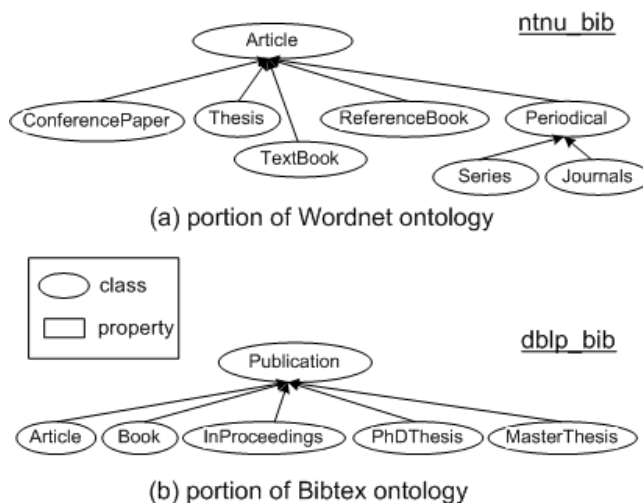 ntnu_bib
Article
ConferencePaper Thesis ReferenceBook Periodical
TextBook
Series Journals
(a) portion of Wordnet ontology
class
property
dblp_bib
Publication
Article Book InProceedings PhDThesis MasterThesis
(b) portion of Bibtex ontology